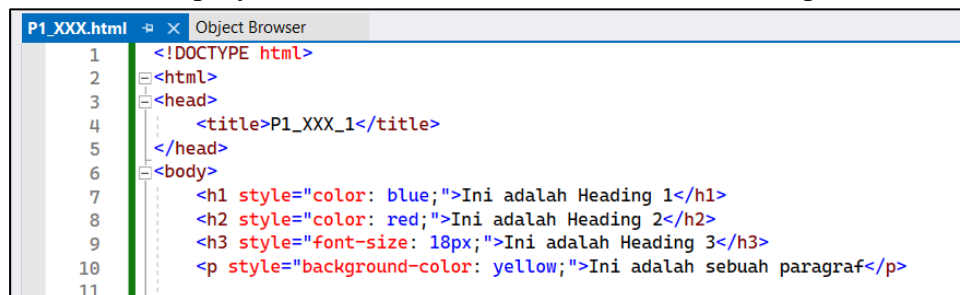 P1_XXX.html Object Browser
1 <!DOCTYPE html>
2 <html>
3 <head>
4 <title>P1_XXX_1</title>
5 </head>
6 <body>
7 <h1 style="color: blue;">Ini adalah Heading 1</h1>
8 <h2 style="color: red;">Ini adalah Heading 2</h2>
9 <h3 style="font-size: 18px;">Ini adalah Heading 3</h3>
10 <p style="background-color: yellow;">Ini adalah sebuah paragraf</p>
11